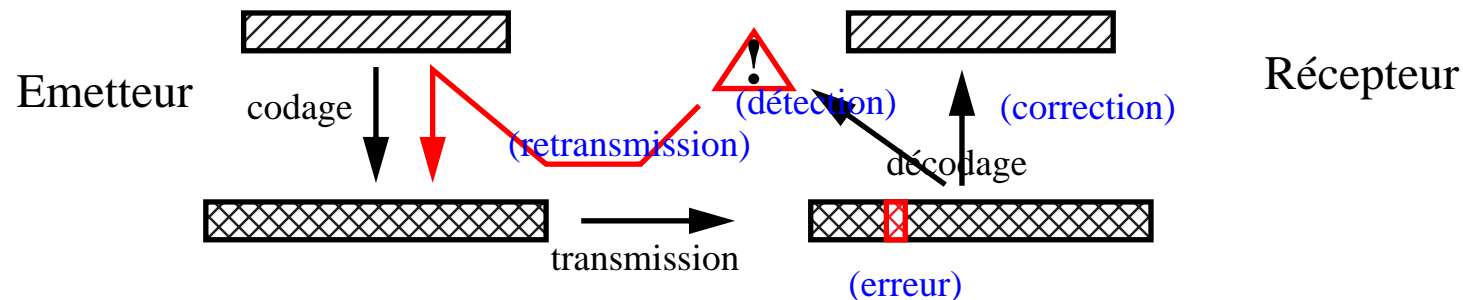 Emetteur
codage
(retransmission)
!
(détection)
décodage
(correction)
Récepteur
transmission
(erreur)